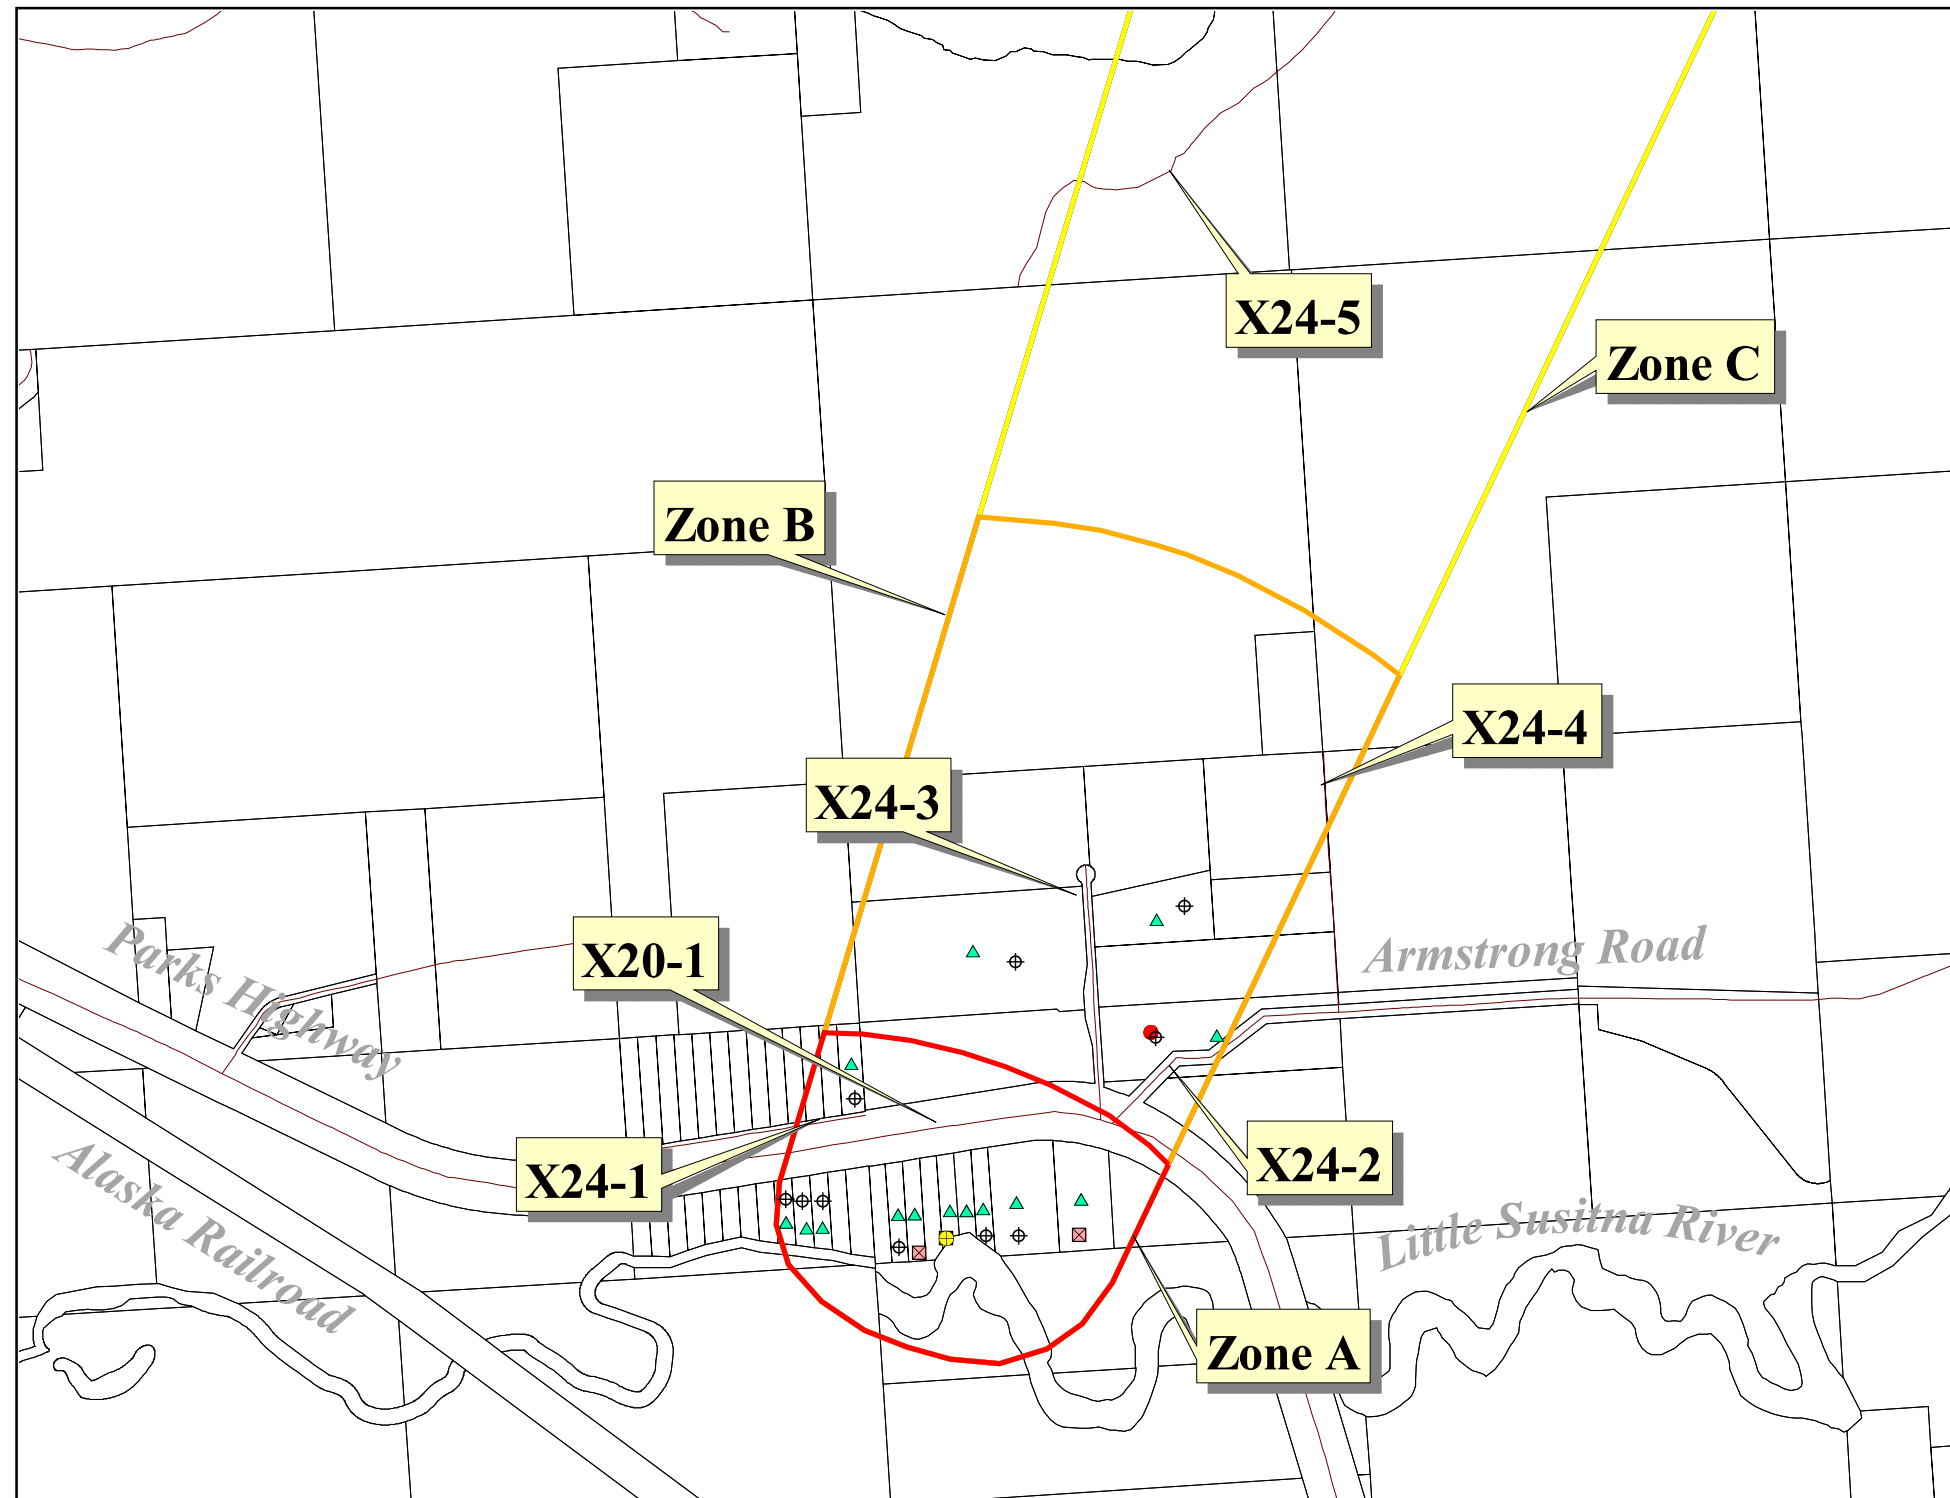 X24-5
Zone C
Zone B
X24-4
X24-3
Parks Highway
X20-1
Armstrong Road
Alaska Railroad
X24-1
X24-2
Little Susitna River
Zone A